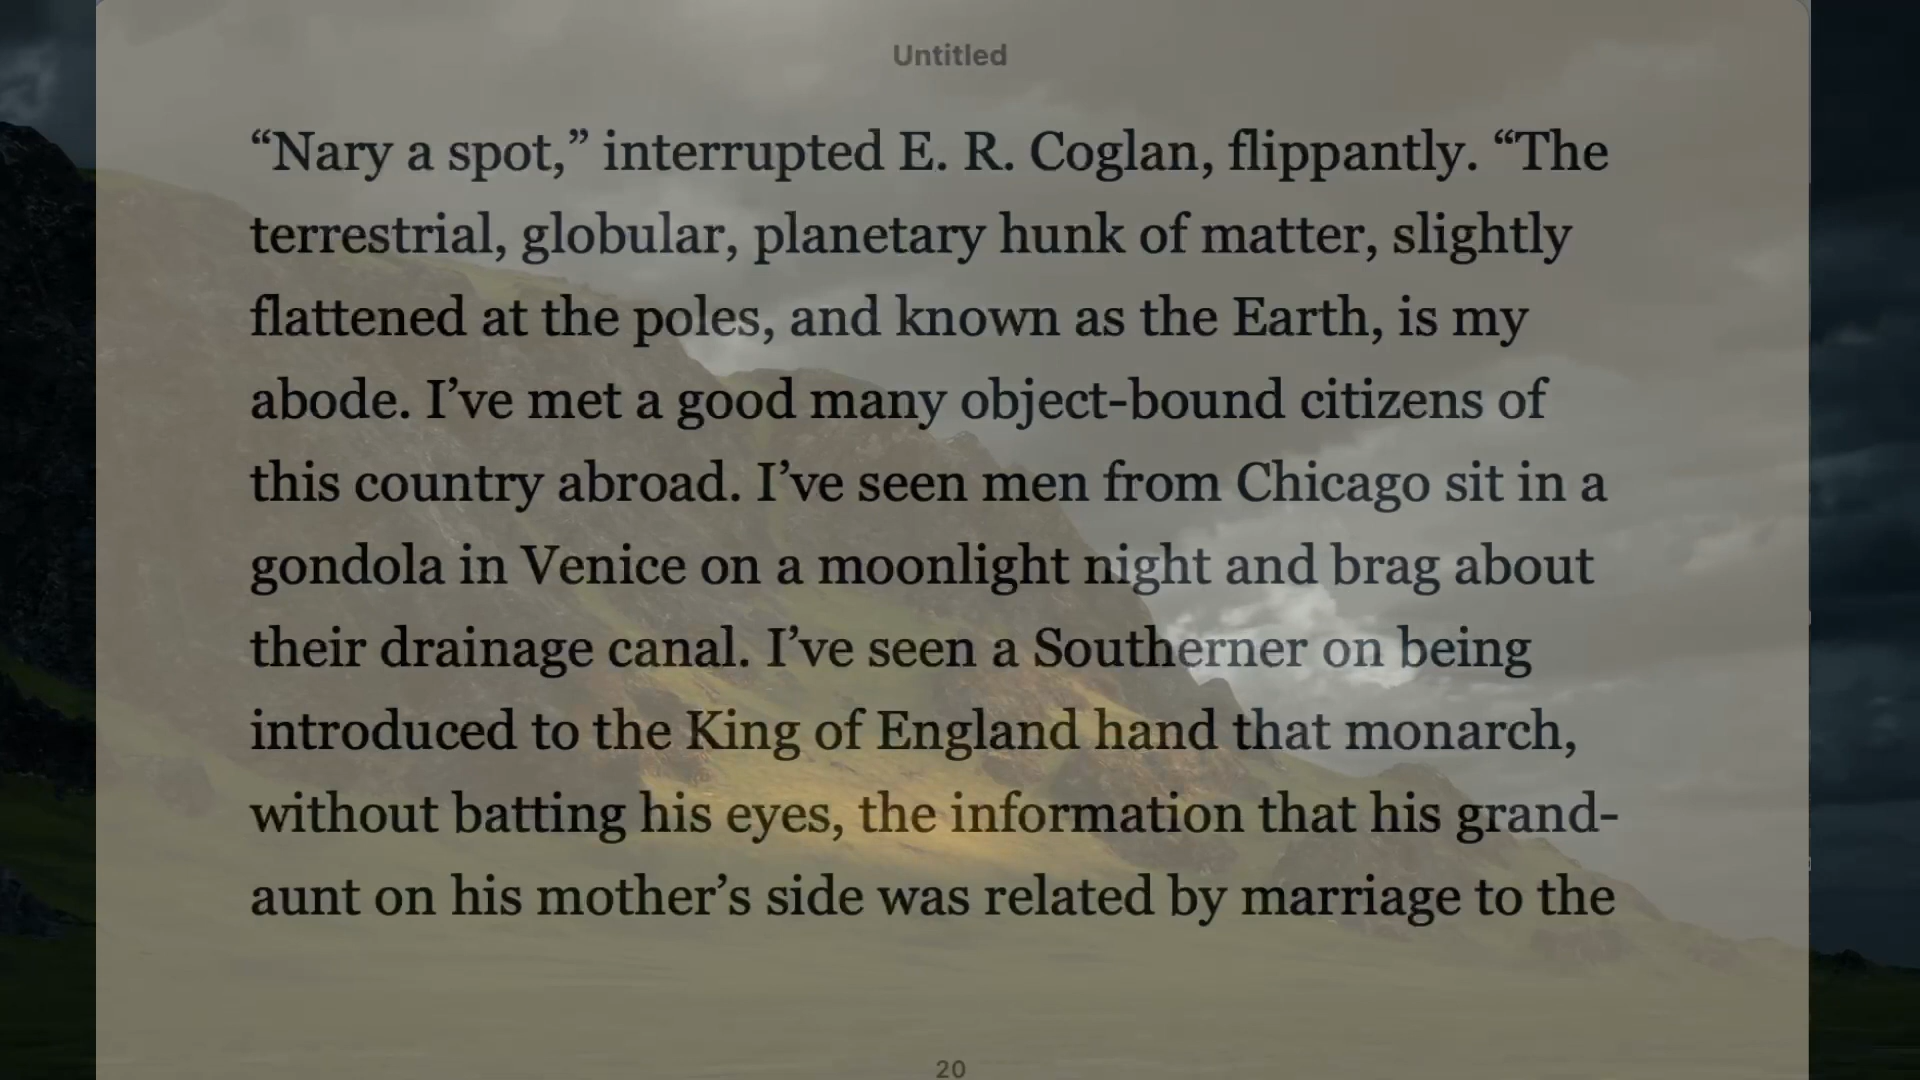 Untitled
“Nary a spot,” interrupted E. R. Coglan, flippantly. “The
terrestrial, globular, planetary hunk of matter, slightly
flattened at the poles, and known as the Earth, is my
abode. I’ve met a good many object-bound citizens of
this country abroad. I’ve seen men from Chicago sit in a
gondola in Venice on a moonlight night and brag about
their drainage canal. I’ve seen a Southerner on being
introduced to the King of England hand that monarch,
without batting his eyes, the information that his grand-
aunt on his mother’s side was related by marriage to the
20